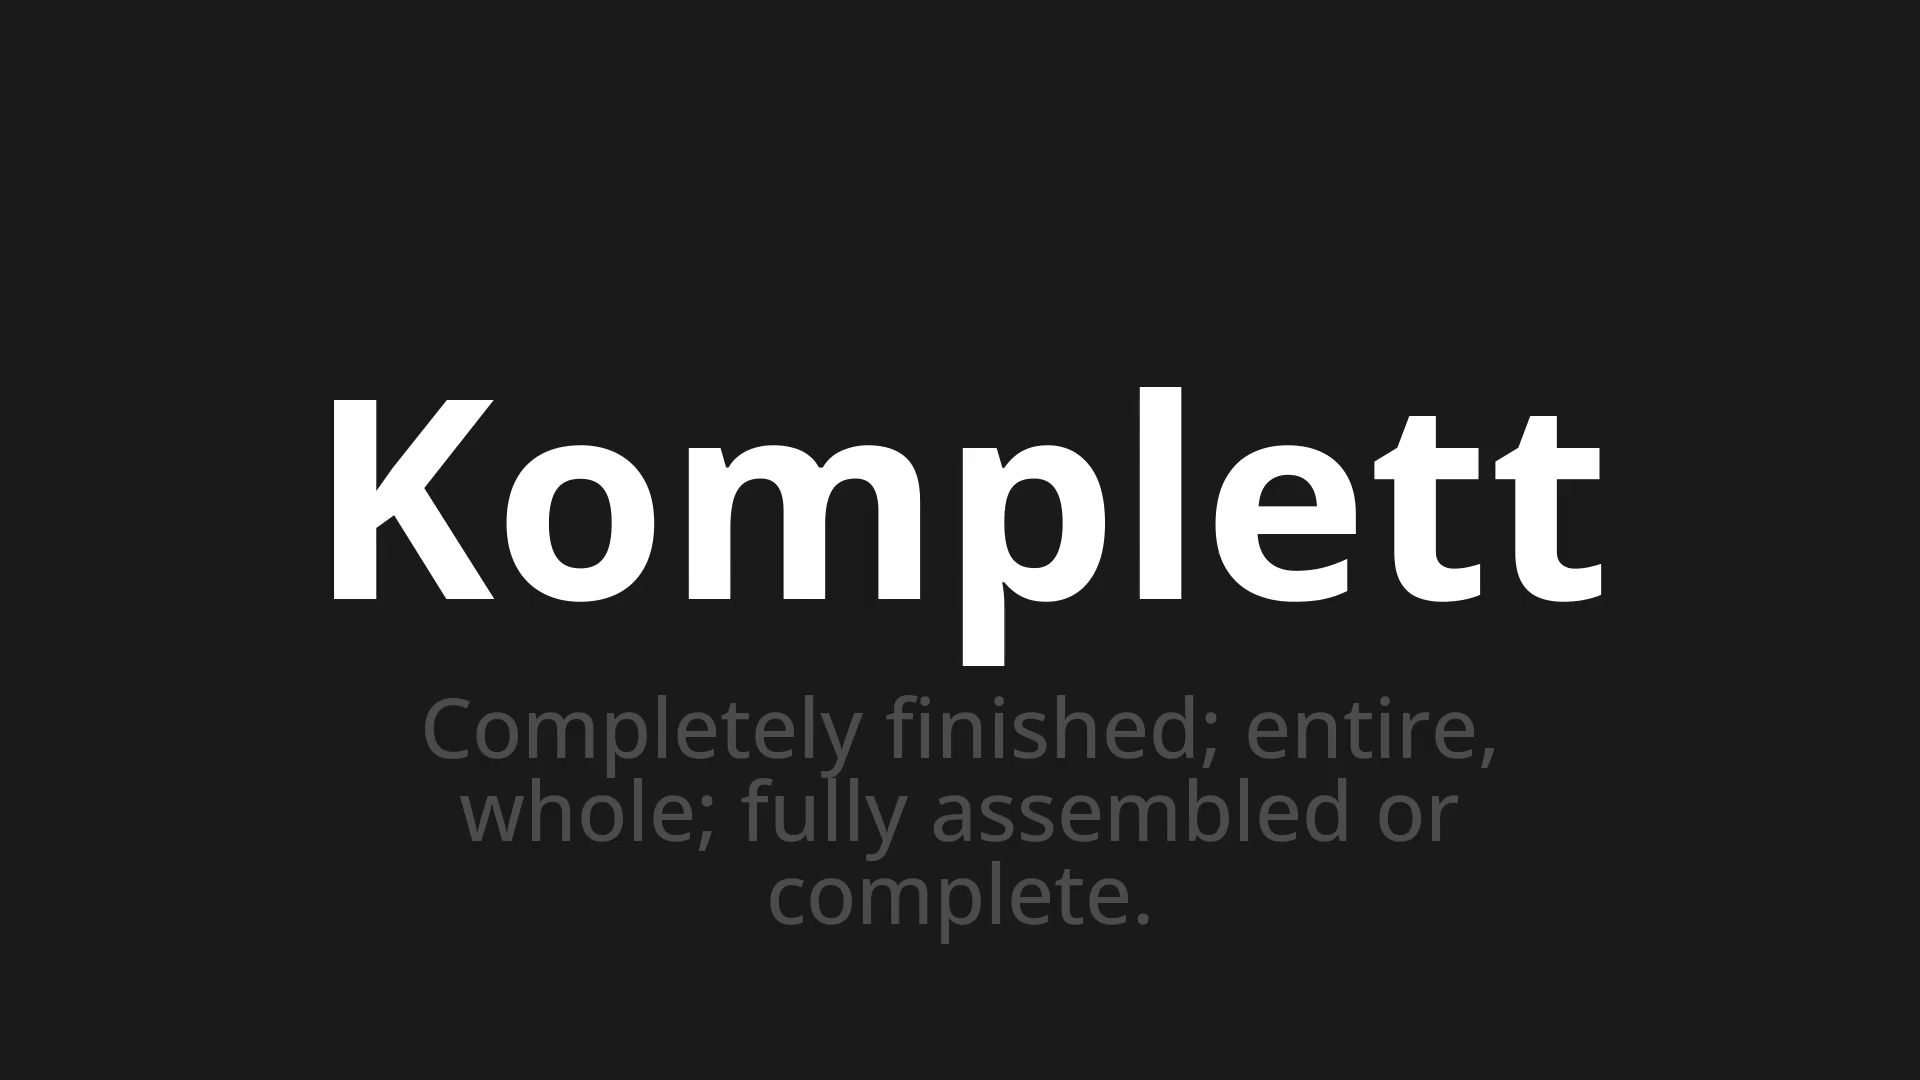 Komplett
Completely finished; entire,
whole; fully assembled or
complete.